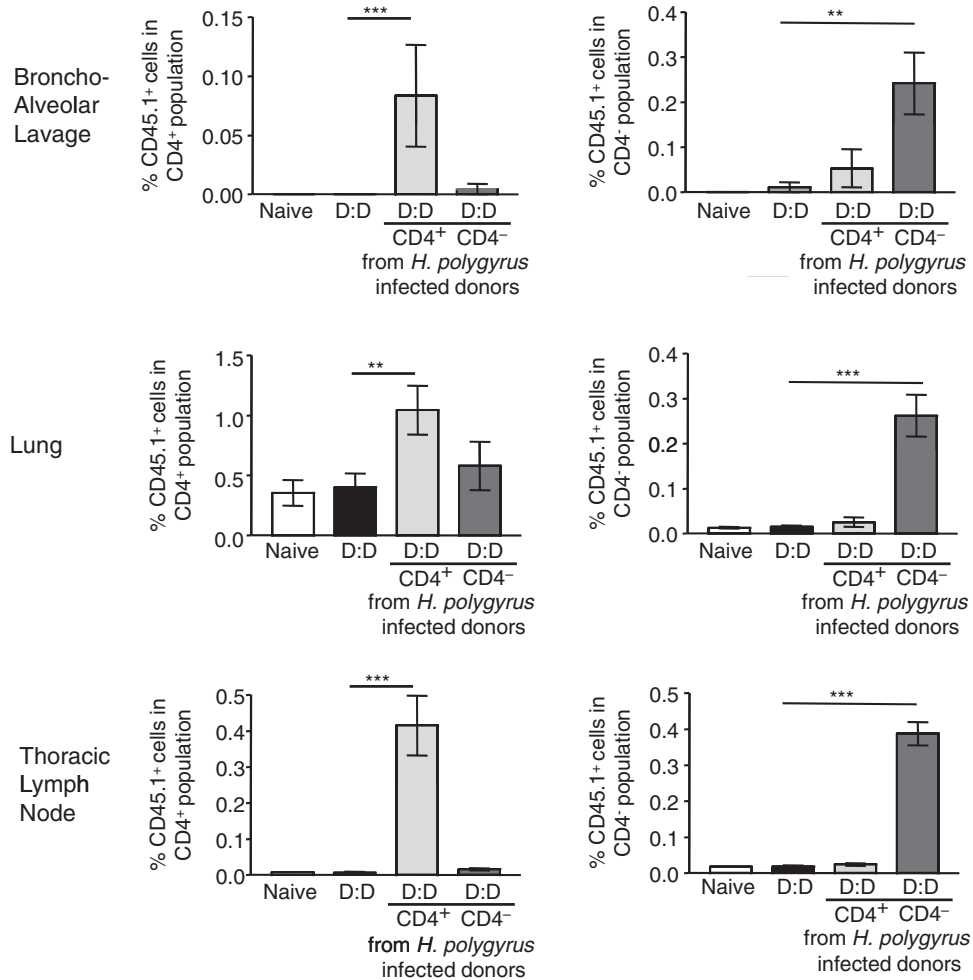 Broncho-
Alveolar
Lavage
% CD45.1⁺ cells in
CD4⁺ population
0.15
0.10
0.05
0.00
***
Naive D:D D:D D:D
CD4⁺ CD4⁻
from H. polygyrus
infected donors
% CD45.1⁺ cells in
CD4⁻ population
0.4
0.3
0.2
0.1
0.0
**
Naive D:D D:D D:D
CD4⁺ CD4⁻
from H. polygyrus
infected donors
Lung
% CD45.1⁺ cells in
CD4⁺ population
1.5
1.0
0.5
0.0
**
Naive D:D D:D D:D
CD4⁺ CD4⁻
from H. polygyrus
infected donors
% CD45.1⁺ cells in
CD4⁻ population
0.4
0.3
0.2
0.1
0.0
***
Naive D:D D:D D:D
CD4⁺ CD4⁻
from H. polygyrus
infected donors
Thoracic
Lymph
Node
% CD45.1⁺ cells in
CD4⁺ population
0.5
0.4
0.3
0.2
0.1
0.0
***
Naive D:D D:D D:D
CD4⁺ CD4⁻
from H. polygyrus
infected donors
% CD45.1⁺ cells in
CD4⁻ population
0.5
0.4
0.3
0.2
0.1
0.0
***
Naive D:D D:D D:D
CD4⁺ CD4⁻
from H. polygyrus
infected donors